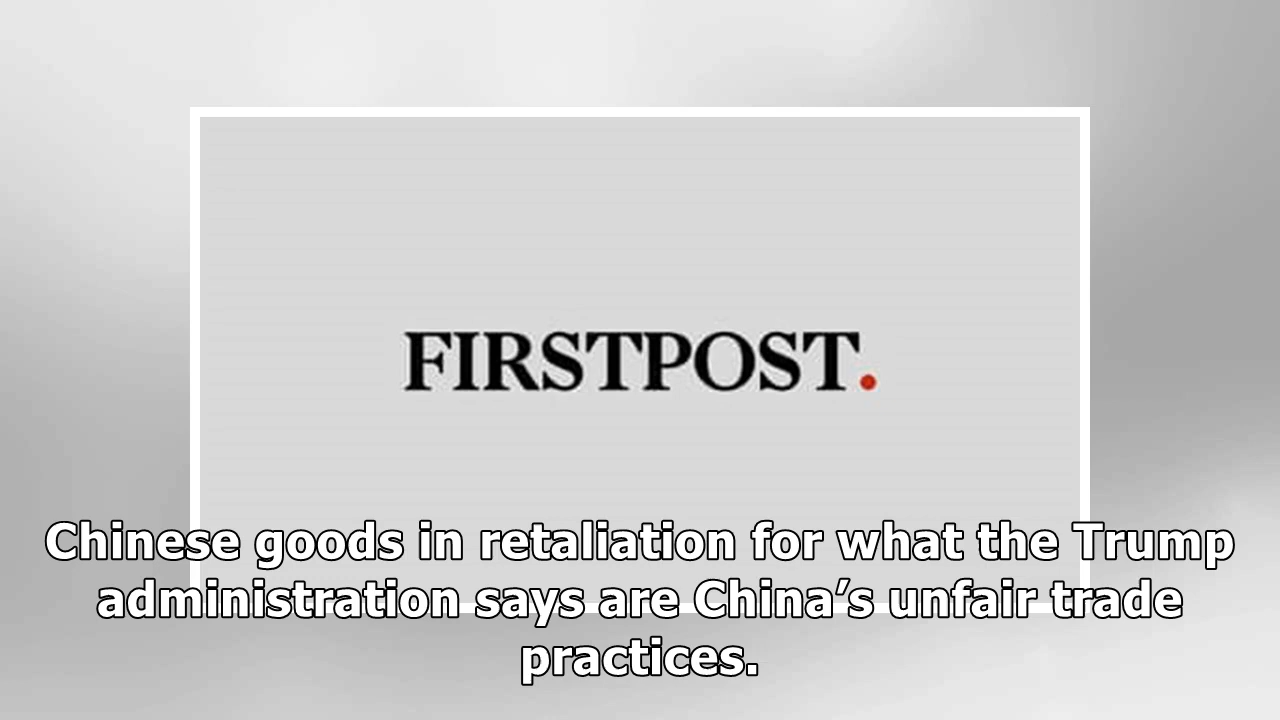 FIRSTPOST.
Chinese goods in retaliation for what the Trump
administration says are China’s unfair trade
practices.